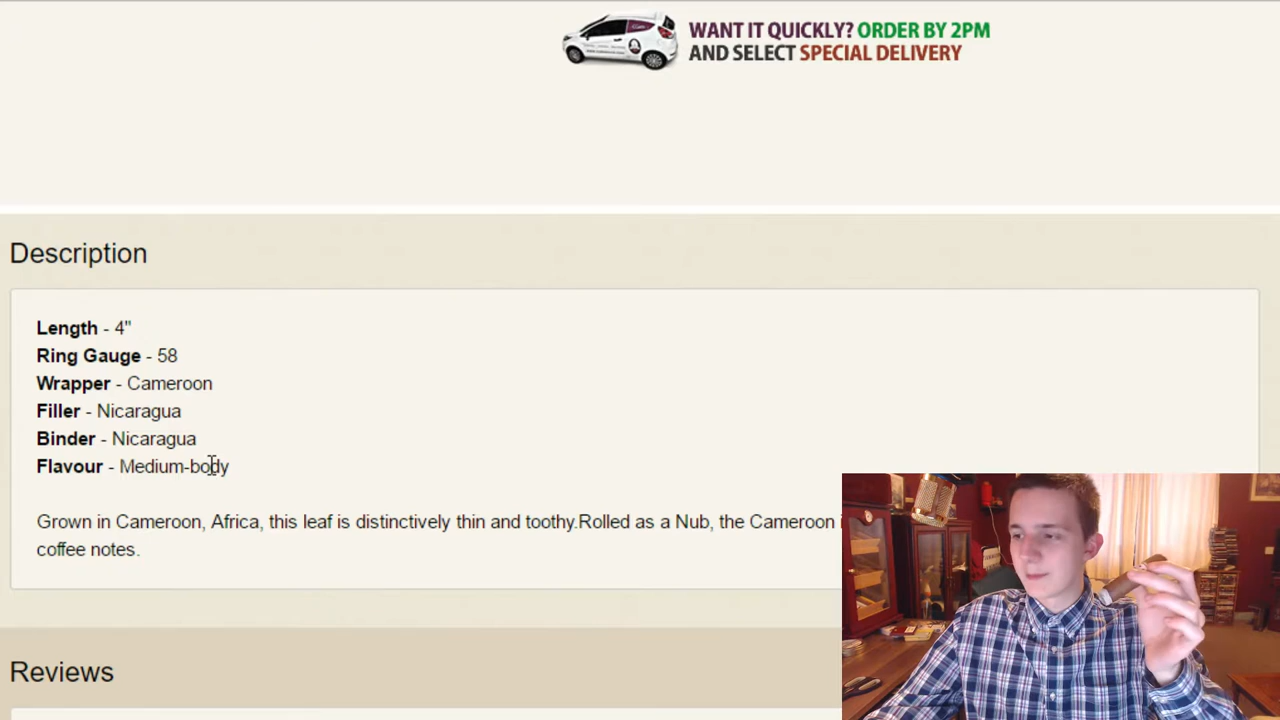 WANT IT QUICKLY? ORDER BY 2PM
AND SELECT SPECIAL DELIVERY
Description
Length - 4"
Ring Gauge - 58
Wrapper - Cameroon
Filler - Nicaragua
Binder - Nicaragua
Flavour - Medium-body
Grown in Cameroon, Africa, this leaf is distinctively thin and toothy.Rolled as a Nub, the Cameroon
coffee notes.
Reviews